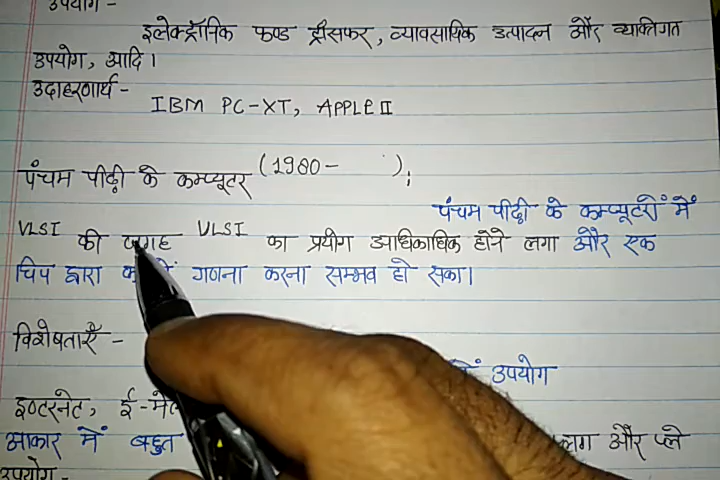 उपयोग -
इलेक्ट्रॉनिक फण्ड ट्रांसफर, व्यावसायिक उत्पादन और व्यक्तिगत
उपयोग, आदि।
उदाहरणार्थ -
IBM PC-XT, APPLE II
पंचम पीढ़ी के कम्प्यूटर (1980 - );
पंचम पीढ़ी के कम्प्यूटरों में
VLSI की जगह VLSI का प्रयोग अधिकाधिक होने लगा और एक
चिप द्वारा गणना करना सम्भव हो सका।
विशेषताएँ -
उपयोग
इण्टरनेट,
आकार में बहुत और प्ले
उपयोग -